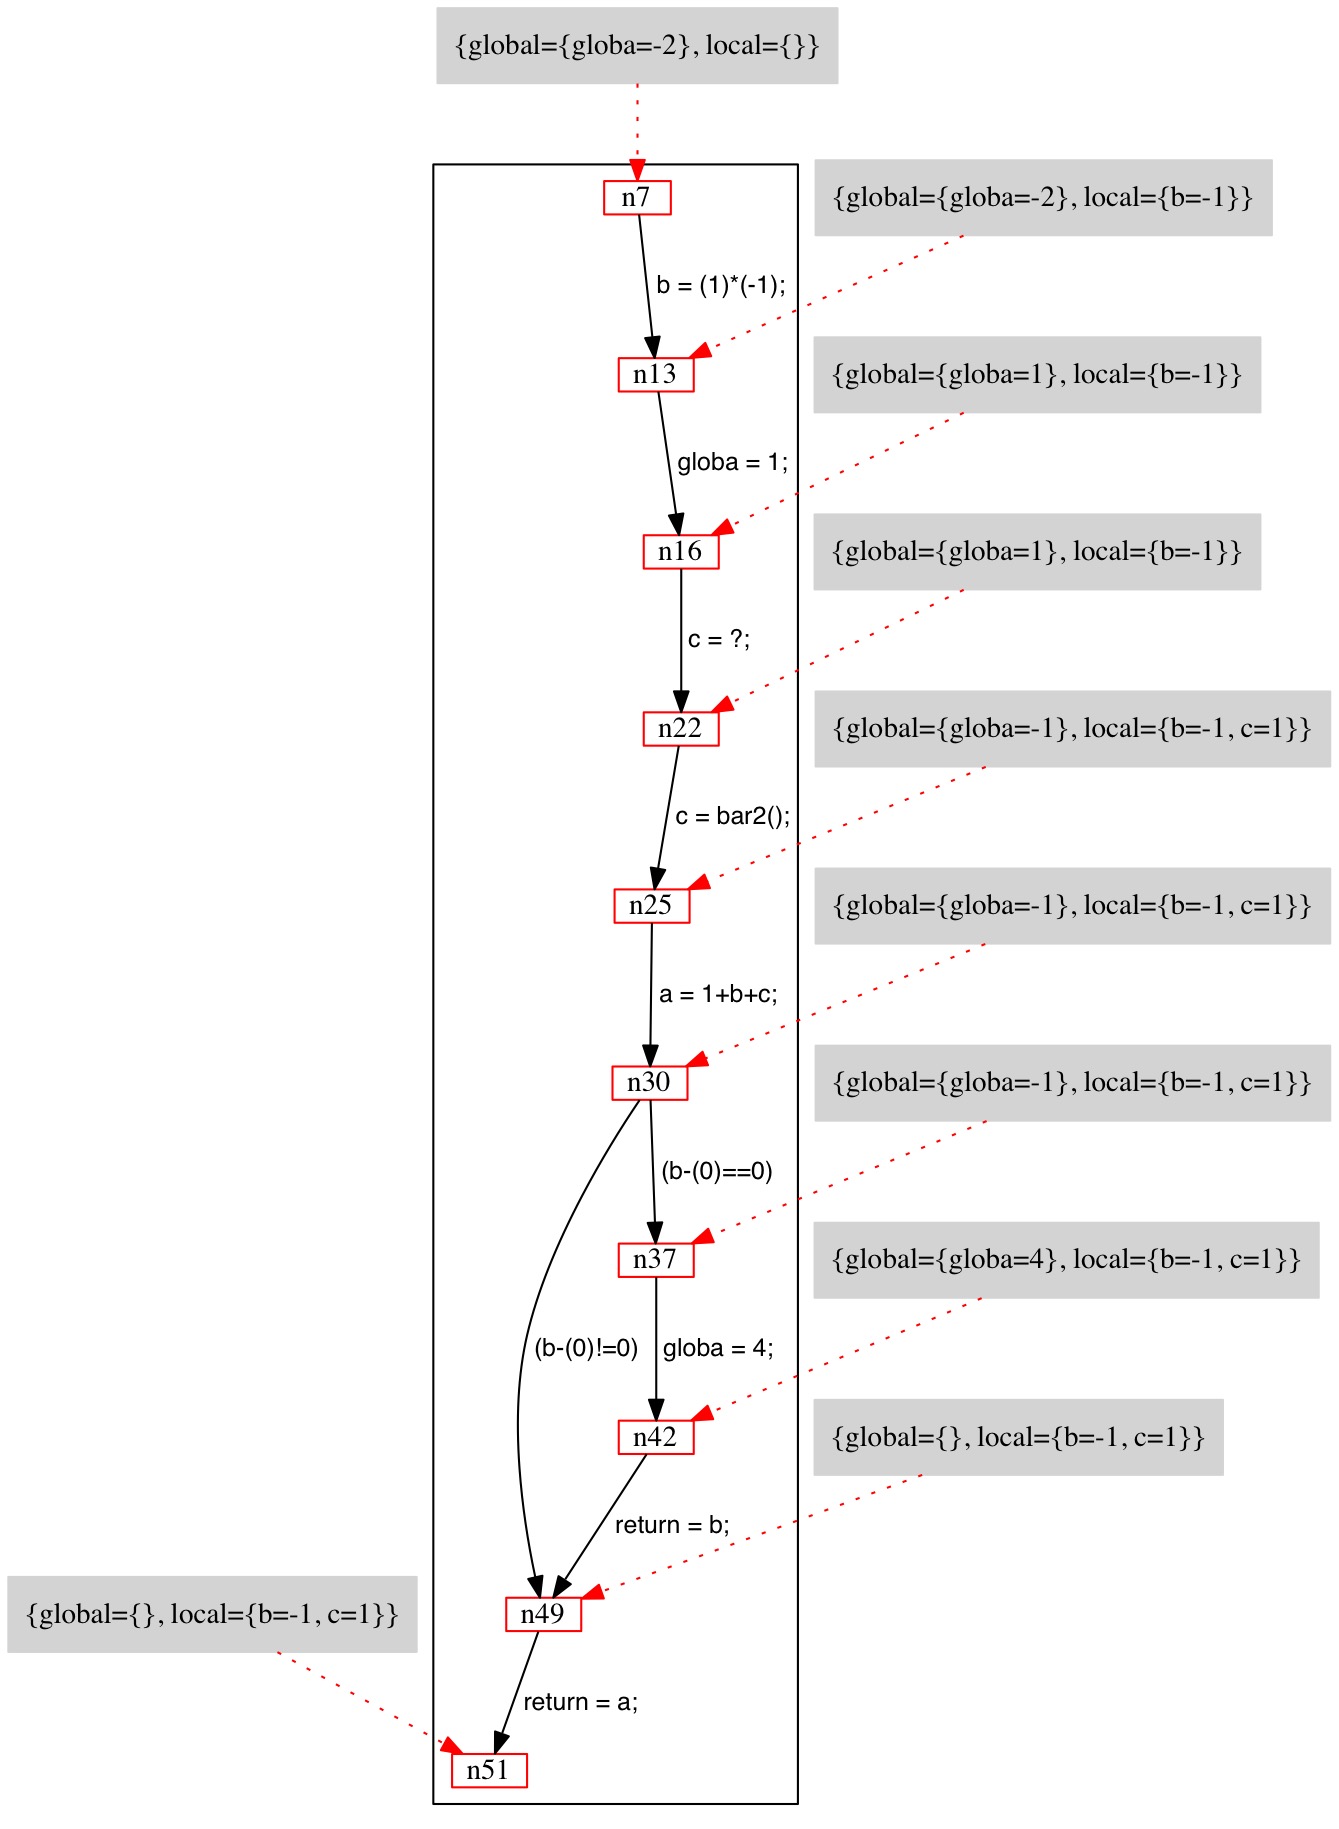 {global={globa=-2}, local={}}
n7
{global={globa=-2}, local={b=-1}}
b = (1)*(-1);
n13
{global={globa=1}, local={b=-1}}
globa = 1;
n16
{global={globa=1}, local={b=-1}}
c = ?;
n22
{global={globa=-1}, local={b=-1, c=1}}
c = bar2();
n25
{global={globa=-1}, local={b=-1, c=1}}
a = 1+b+c;
n30
{global={globa=-1}, local={b=-1, c=1}}
(b-(0)==0)
n37
{global={globa=4}, local={b=-1, c=1}}
(b-(0)!=0)
globa = 4;
n42
{global={}, local={b=-1, c=1}}
return = b;
{global={}, local={b=-1, c=1}}
n49
return = a;
n51